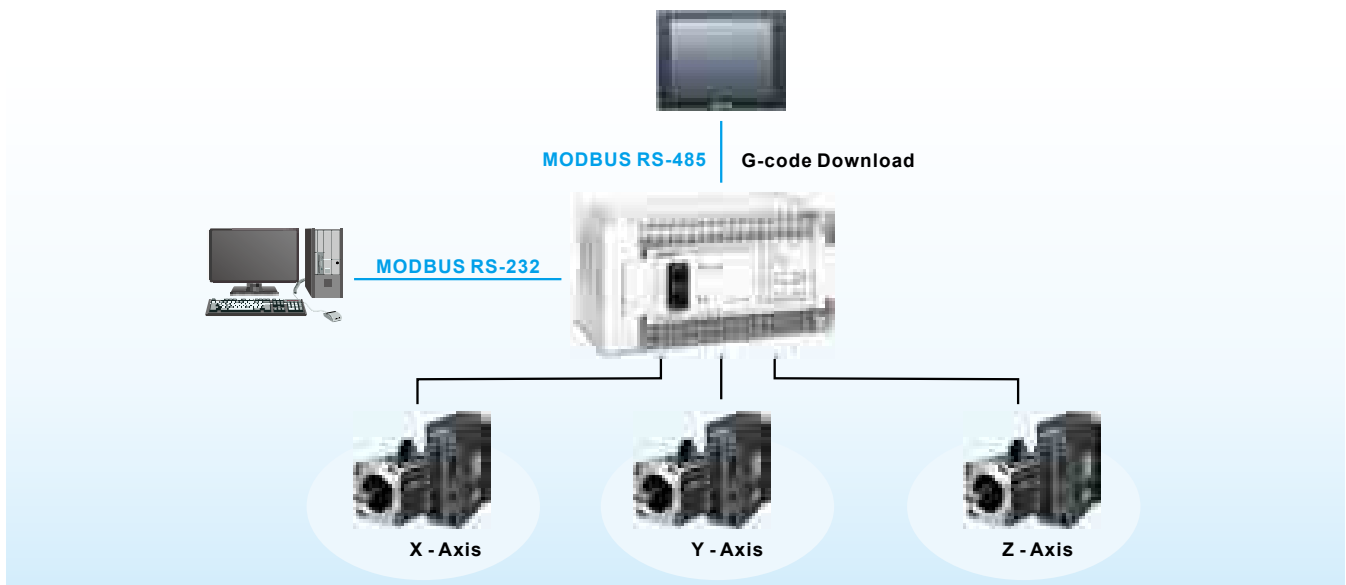 MODBUS RS-485
G-code Download
MODBUS RS-232
X - Axis
Y - Axis
Z - Axis